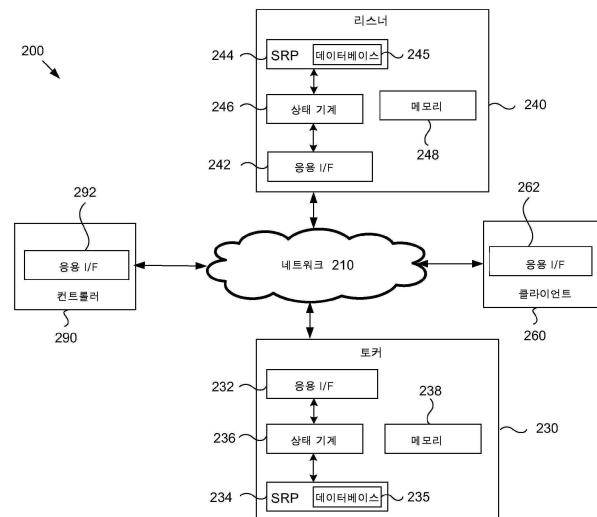 리스너
200
244
SRP
데이터베이스
245
246
상태 기계
메모리
240
248
242
응용 I/F
292
262
응용 I/F
네트워크 210
응용 I/F
컨트롤러
클라이언트
290
260
토커
232
응용 I/F
238
236
상태 기계
메모리
230
234
SRP
데이터베이스
235